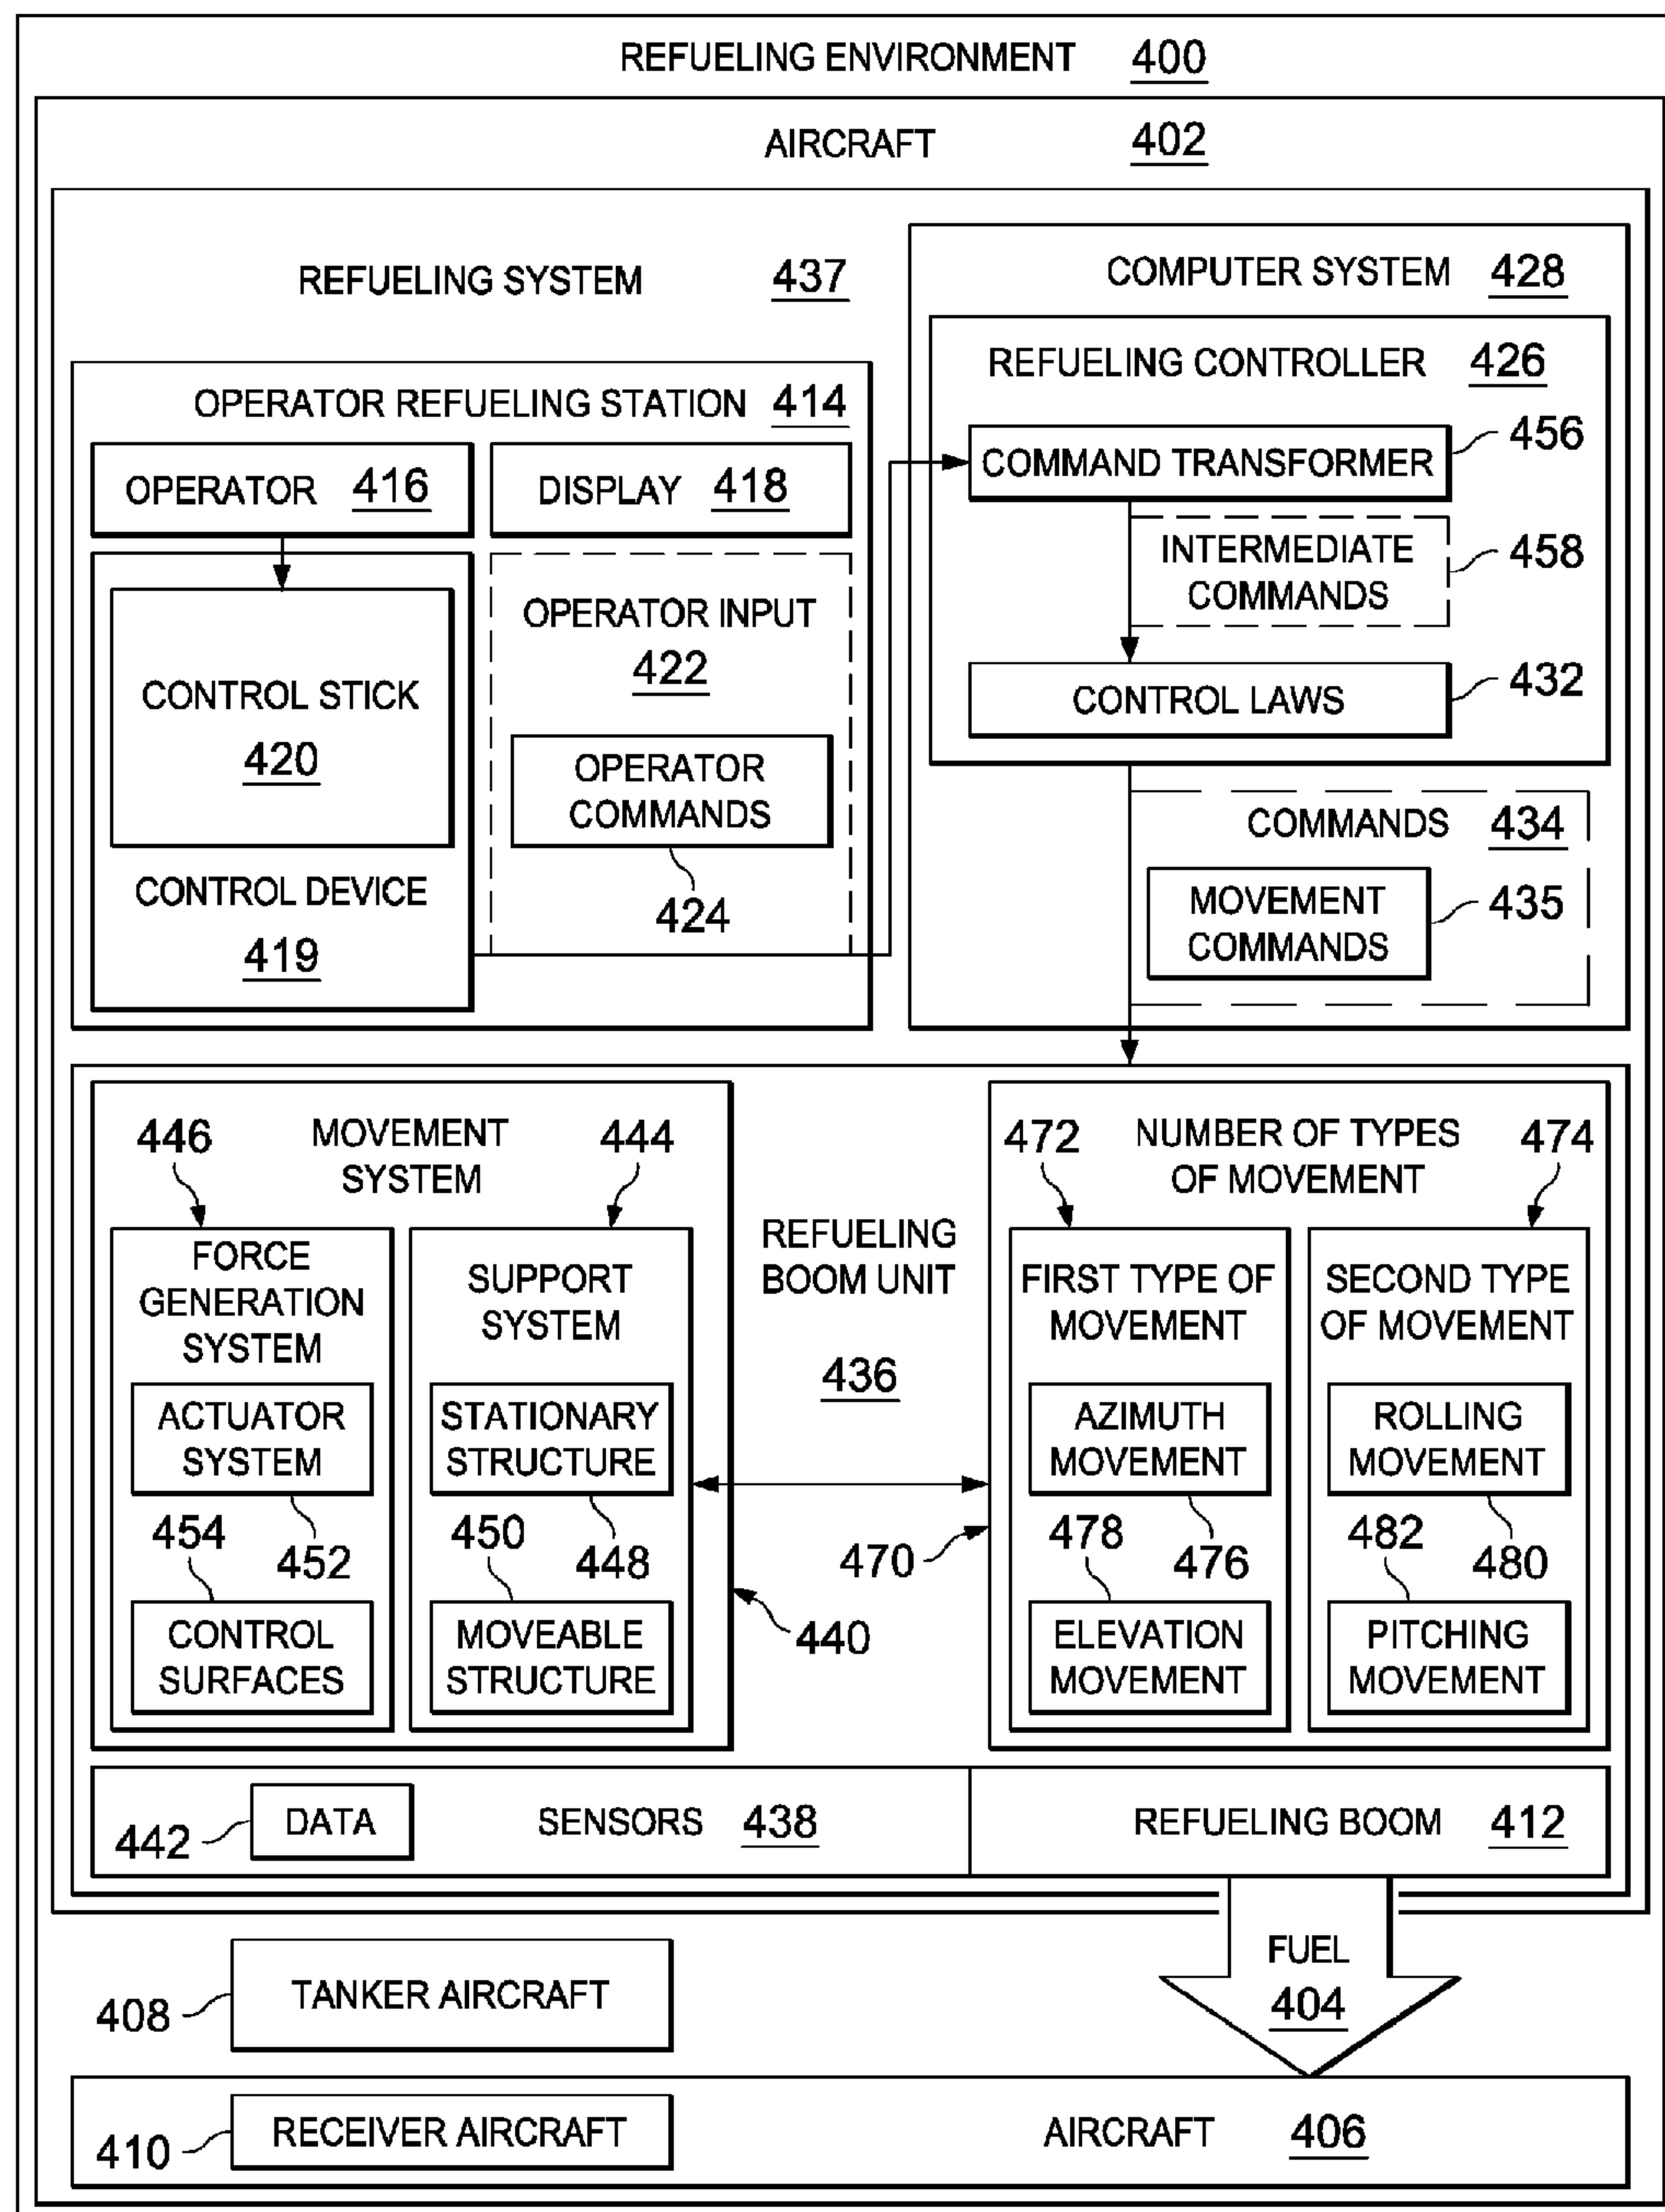 REFUELING ENVIRONMENT 400
AIRCRAFT 402
REFUELING SYSTEM 437
COMPUTER SYSTEM 428
REFUELING CONTROLLER 426
COMMAND TRANSFORMER
456
INTERMEDIATE
COMMANDS
458
CONTROL LAWS
432
COMMANDS 434
MOVEMENT
COMMANDS
435
OPERATOR REFUELING STATION 414
OPERATOR 416
DISPLAY 418
CONTROL STICK
420
CONTROL DEVICE
419
OPERATOR INPUT
422
OPERATOR
COMMANDS
424
446
MOVEMENT
SYSTEM
444
FORCE
GENERATION
SYSTEM
ACTUATOR
SYSTEM
454
452
CONTROL
SURFACES
SUPPORT
SYSTEM
STATIONARY
STRUCTURE
450
448
MOVEABLE
STRUCTURE
REFUELING
BOOM UNIT
436
470
440
472
NUMBER OF TYPES
OF MOVEMENT
474
FIRST TYPE OF
MOVEMENT
AZIMUTH
MOVEMENT
478
476
ELEVATION
MOVEMENT
SECOND TYPE
OF MOVEMENT
ROLLING
MOVEMENT
482
480
PITCHING
MOVEMENT
442
DATA
SENSORS 438
REFUELING BOOM 412
FUEL
404
408
TANKER AIRCRAFT
410
RECEIVER AIRCRAFT
AIRCRAFT 406